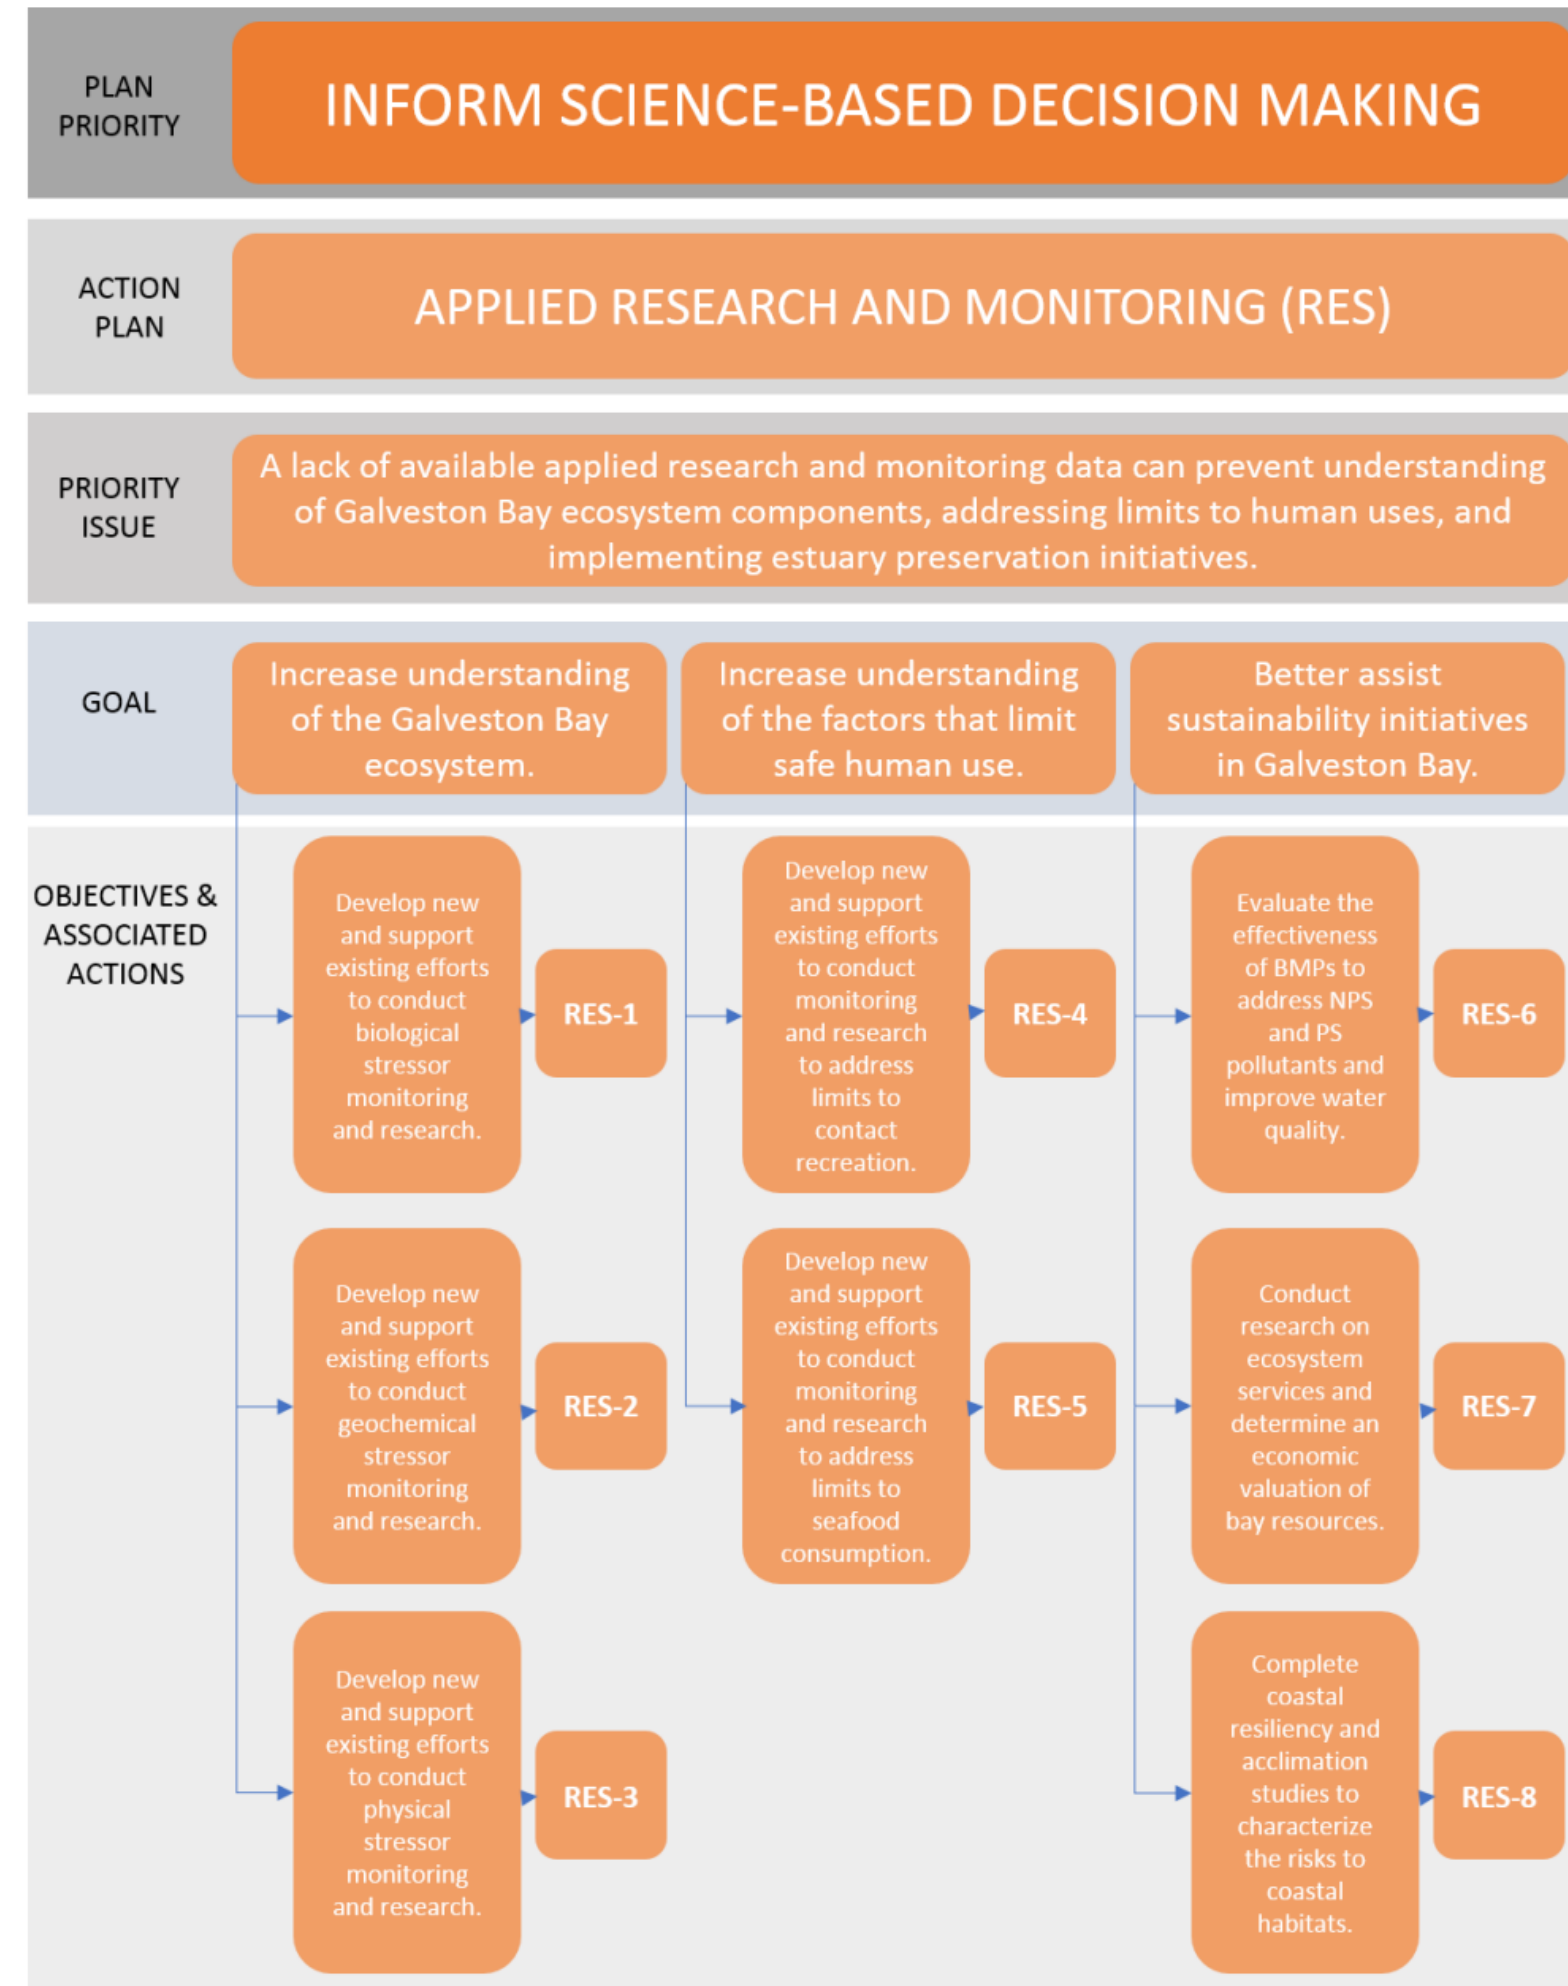 PLAN
PRIORITY
INFORM SCIENCE-BASED DECISION MAKING
ACTION
PLAN
APPLIED RESEARCH AND MONITORING (RES)
PRIORITY
ISSUE
A lack of available applied research and monitoring data can prevent understanding
of Galveston Bay ecosystem components, addressing limits to human uses, and
implementing estuary preservation initiatives.
GOAL
Increase understanding
of the Galveston Bay
ecosystem.
Increase understanding
of the factors that limit
safe human use.
Better assist
sustainability initiatives
in Galveston Bay.
OBJECTIVES &
ASSOCIATED
ACTIONS
Develop new
and support
existing efforts
to conduct
biological
stressor
monitoring
and research.
RES-1
Develop new
and support
existing efforts
to conduct
geochemical
stressor
monitoring
and research.
RES-2
Develop new
and support
existing efforts
to conduct
physical
stressor
monitoring
and research.
RES-3
Develop new
and support
existing efforts
to conduct
monitoring
and research
to address
limits to
contact
recreation.
RES-4
Develop new
and support
existing efforts
to conduct
monitoring
and research
to address
limits to
seafood
consumption.
RES-5
Evaluate the
effectiveness
of BMPs to
address NPS
and PS
pollutants and
improve water
quality.
RES-6
Conduct
research on
ecosystem
services and
determine an
economic
valuation of
bay resources.
RES-7
Complete
coastal
resiliency and
acclimation
studies to
characterize
the risks to
coastal
habitats.
RES-8